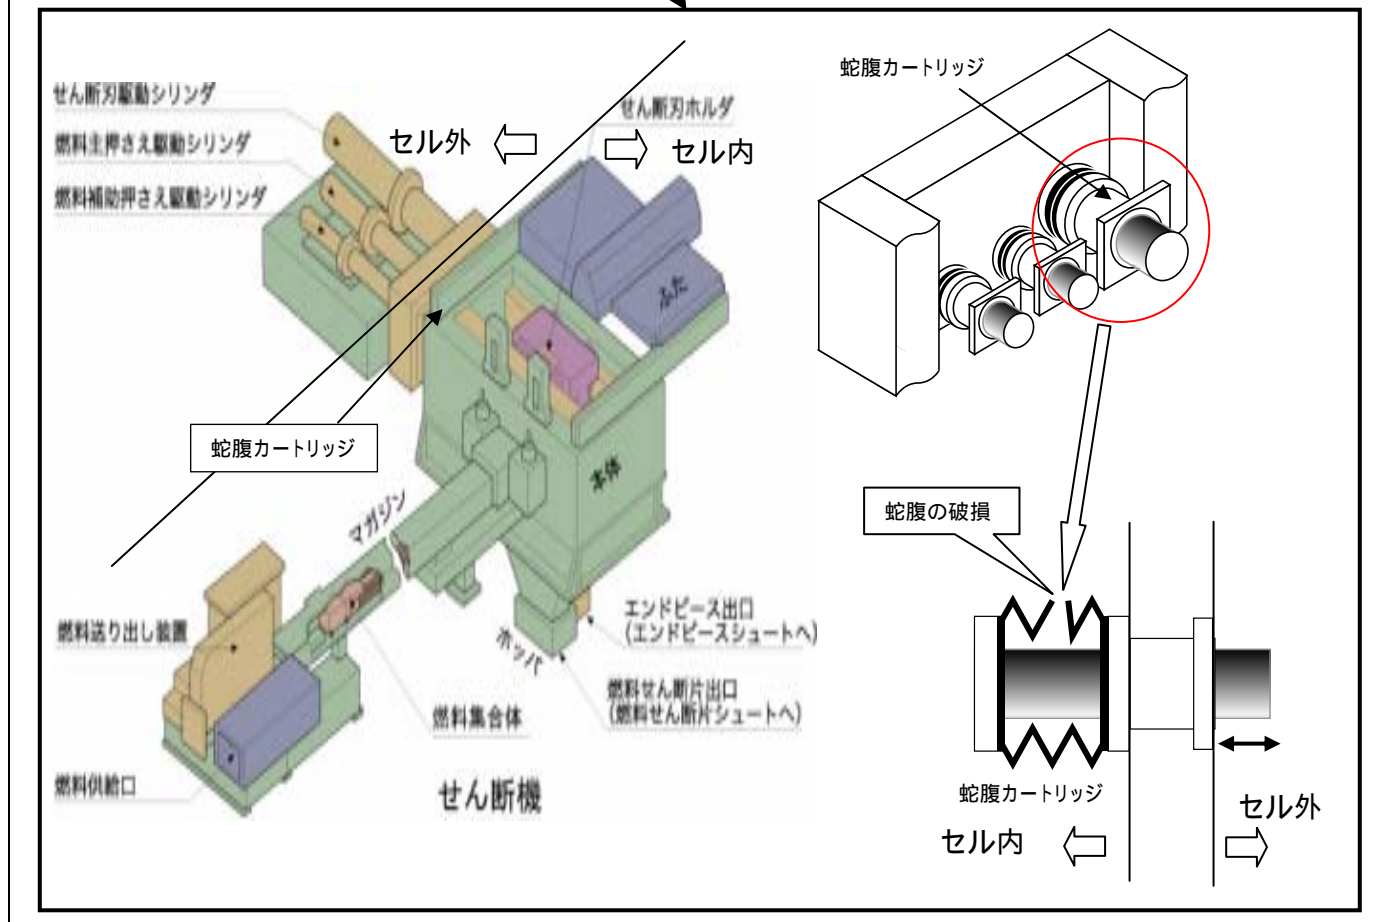 せん断刃駆動シリンダ
燃料主押さえ駆動シリンダ
燃料補助押さえ駆動シリンダ
セル外
せん断刃ホルダ
セル内
ふた
蛇腹カートリッジ
本体
マガジン
燃料送り出し装置
エンドピース出口
(エンドピースシュートへ)
ホッパ
燃料せん断片出口
(燃料せん断片シュートへ)
燃料集合体
燃料供給口
せん断機
蛇腹カートリッジ
蛇腹の破損
蛇腹カートリッジ
セル内
セル外